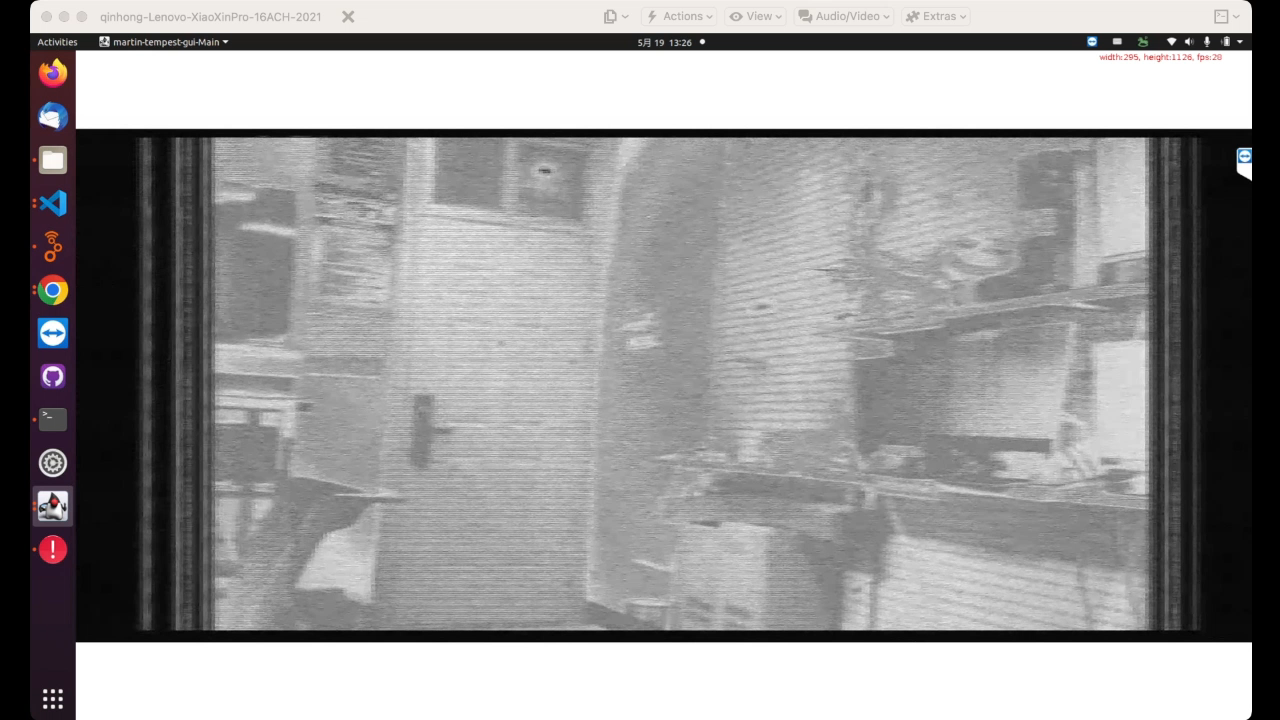 qinhong-Lenovo-XiaoXinPro-16ACH-2021
Actions
View
Audio/Video
Extras
Activities
martin-tempest-gui-Main
5月 19 13:26
width:295, height:1126, fps:20